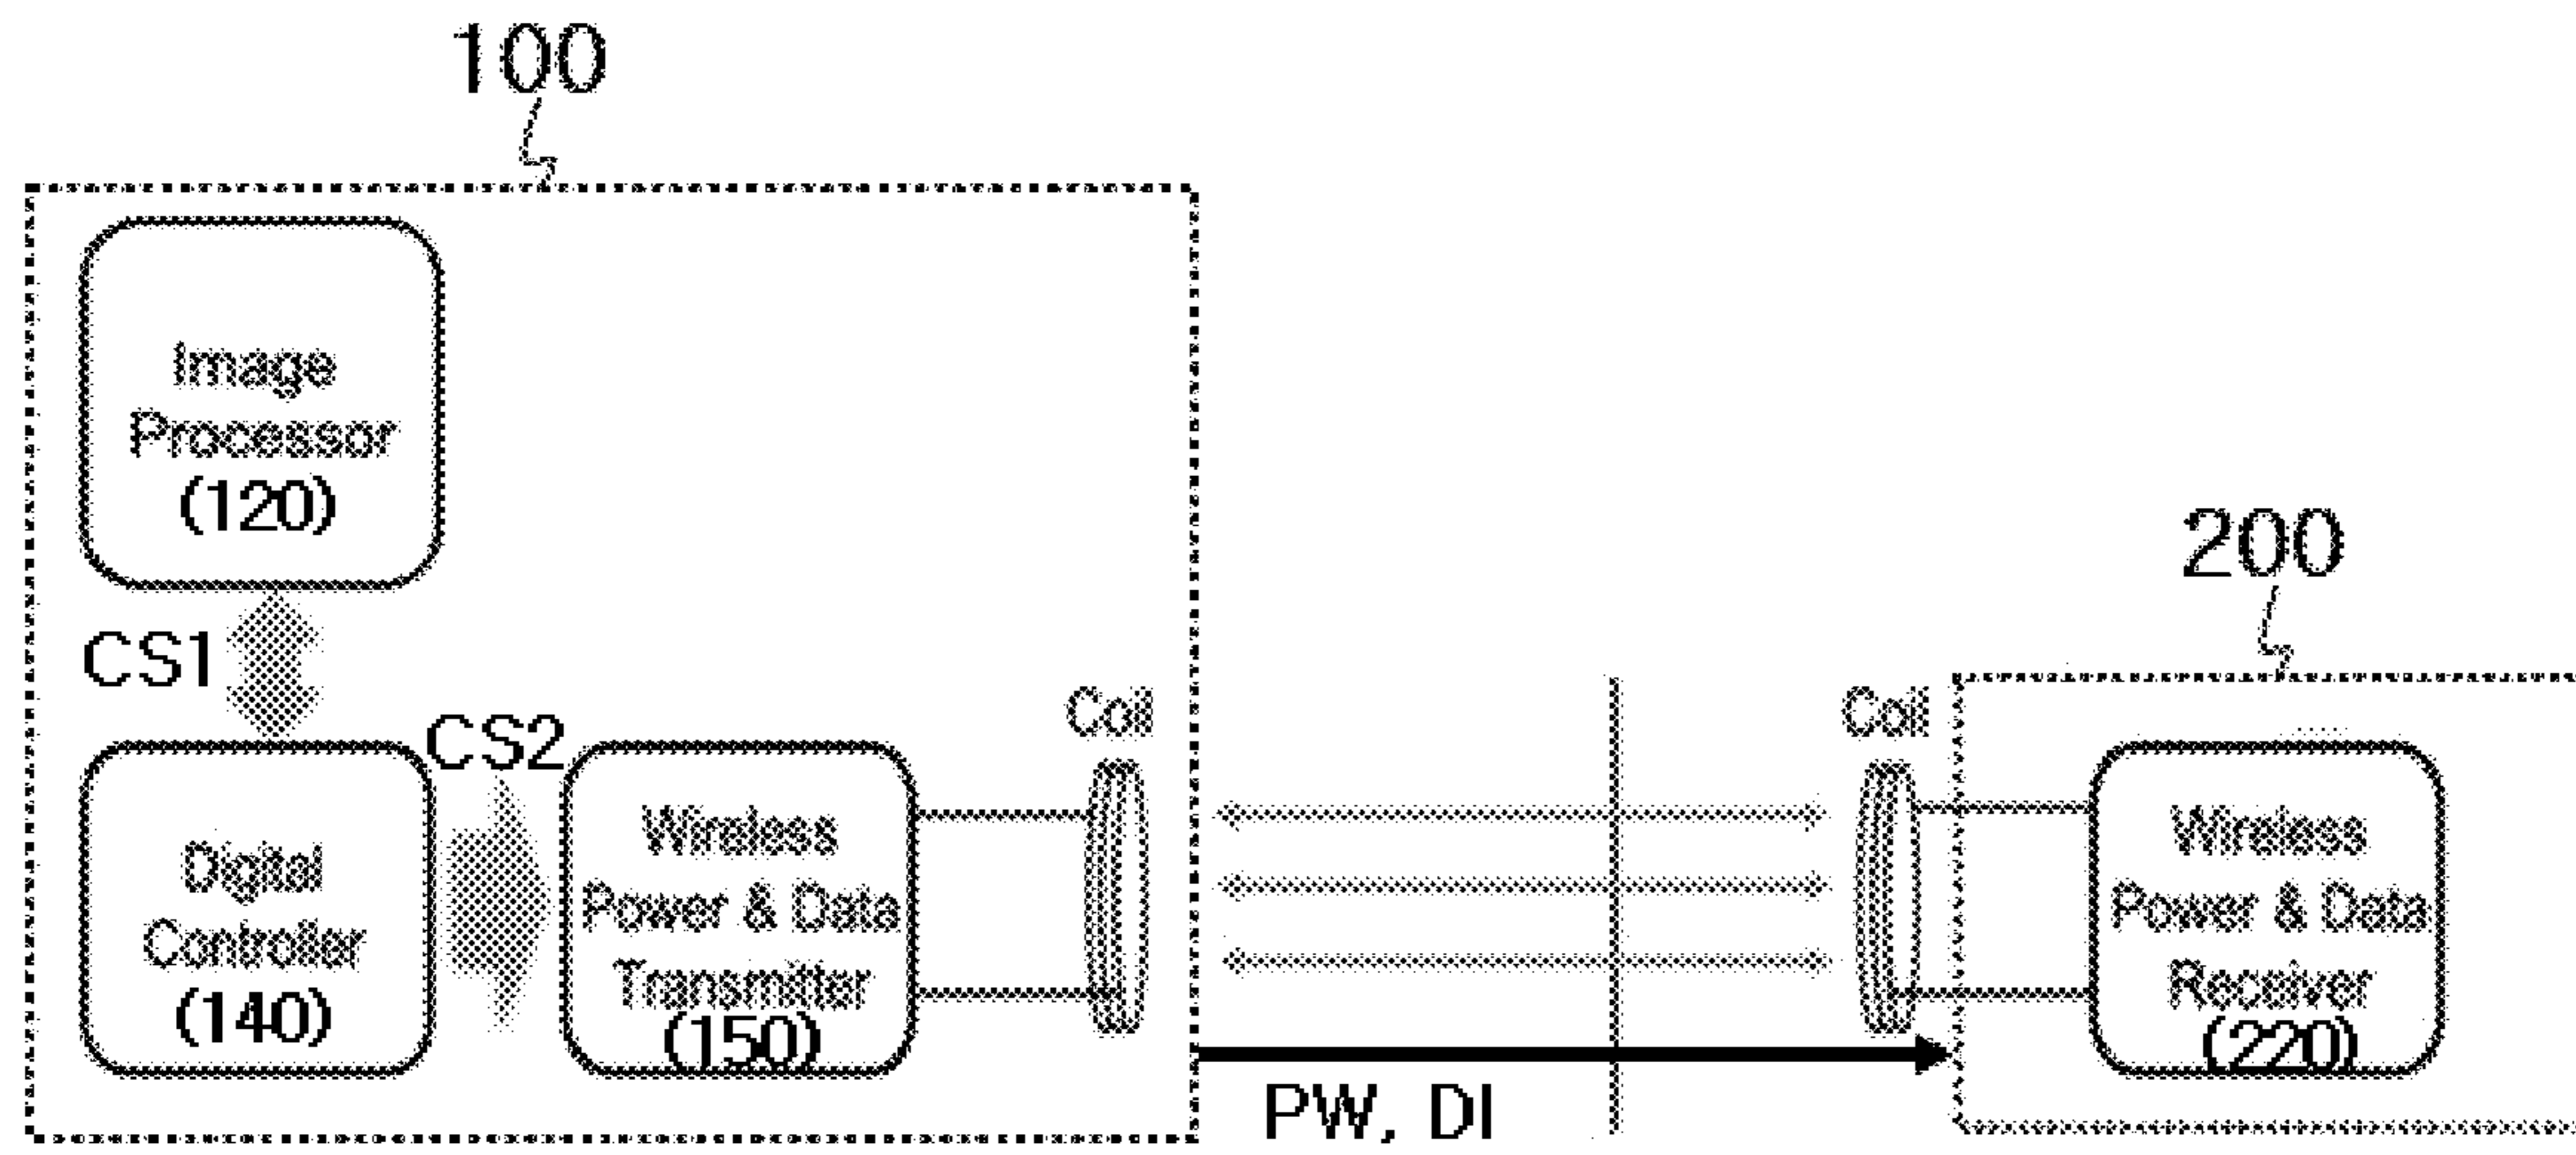 100
Image
Processor
(120)
CS1
200
CS2
Coil
Coil
Digital
Controller
(140)
Wireless
Power & Data
Transmitter
(150)
Wireless
Power & Data
Receiver
(220)
PW, DI